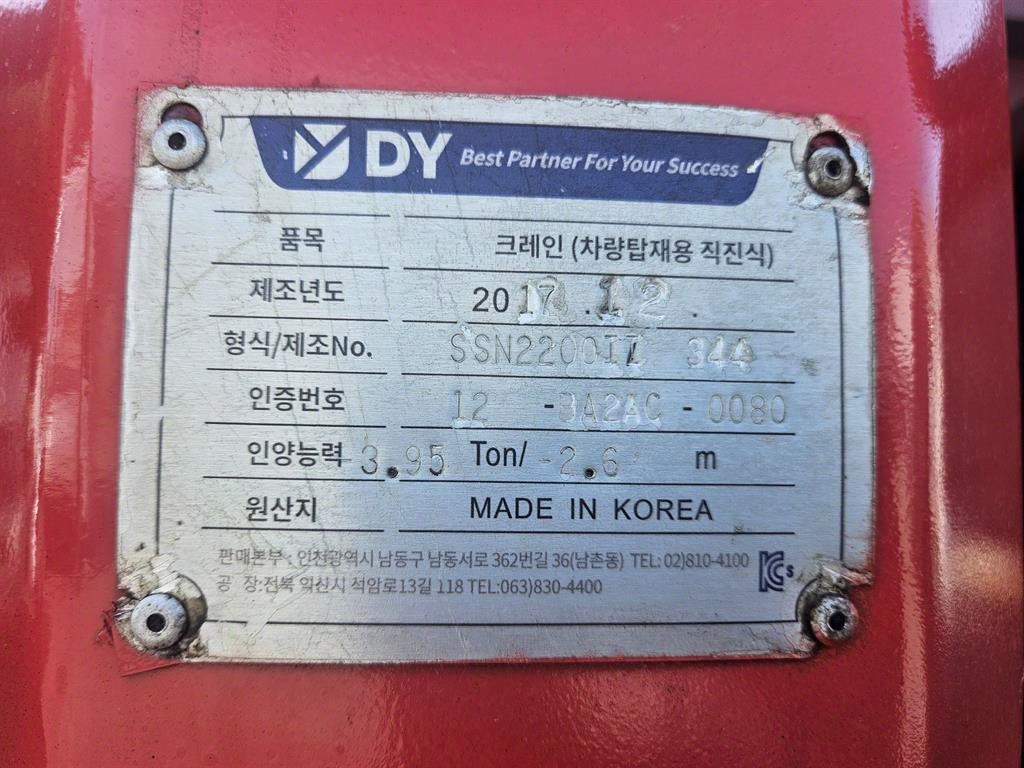 DY Best Partner For Your Success
품목 크레인 (차량탑재용 직진식)
제조년도 2017.12.
형식/제조No. SSN2200II 344
인증번호 12 -BA2AC - 0080
인양능력 3.95 Ton/ 2.6 m
원산지 MADE IN KOREA
판매본부 : 인천광역시 남동구 남동서로 362번길 36(남촌동) TEL: 02)810-4100
공 장:전북 익산시 석암로13길 118 TEL:063)830-4400
KCs